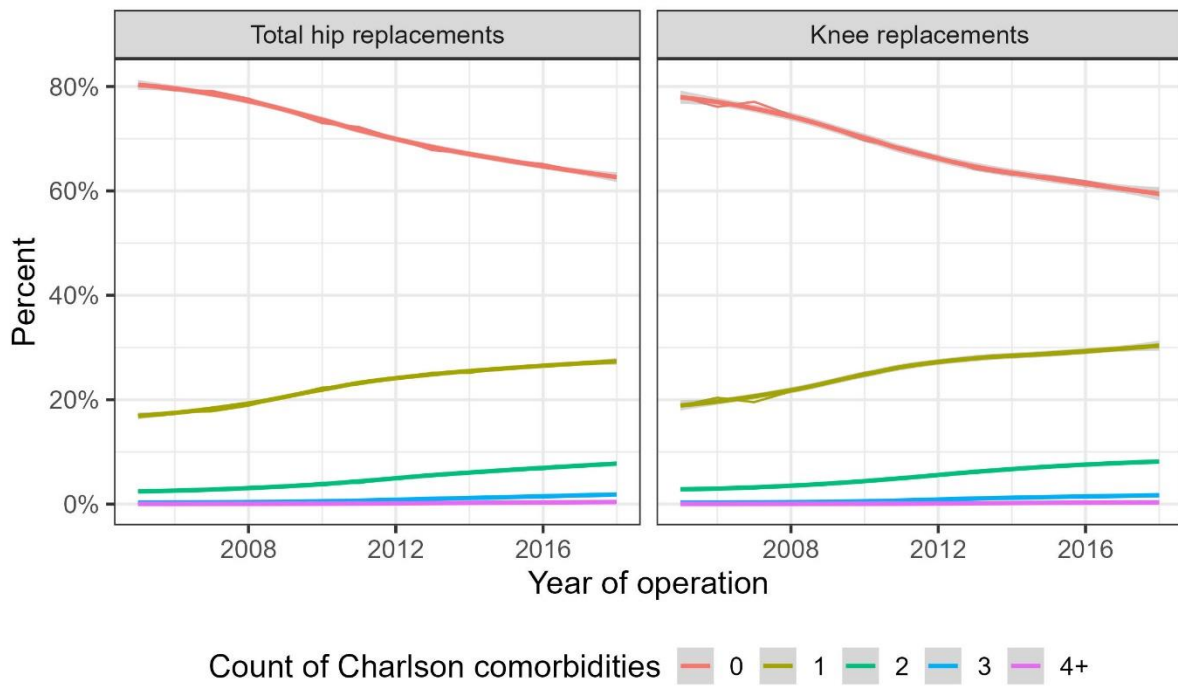 Total hip replacements
Knee replacements
80%
60%
40%
20%
0%
Percent
2008
2012
2016
2008
2012
2016
Year of operation
Count of Charlson comorbidities 0 1 2 3 4+